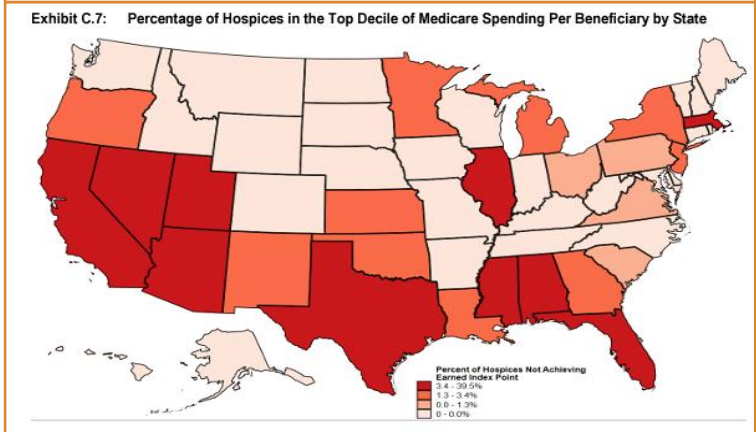 Exhibit C.7: Percentage of Hospices in the Top Decile of Medicare Spending Per Beneficiary by State
Percent of Hospices Not Achieving
Earned Index Point
3.4 - 39.5%
1.3 - 3.4%
0.0 - 1.3%
0 - 0.0%